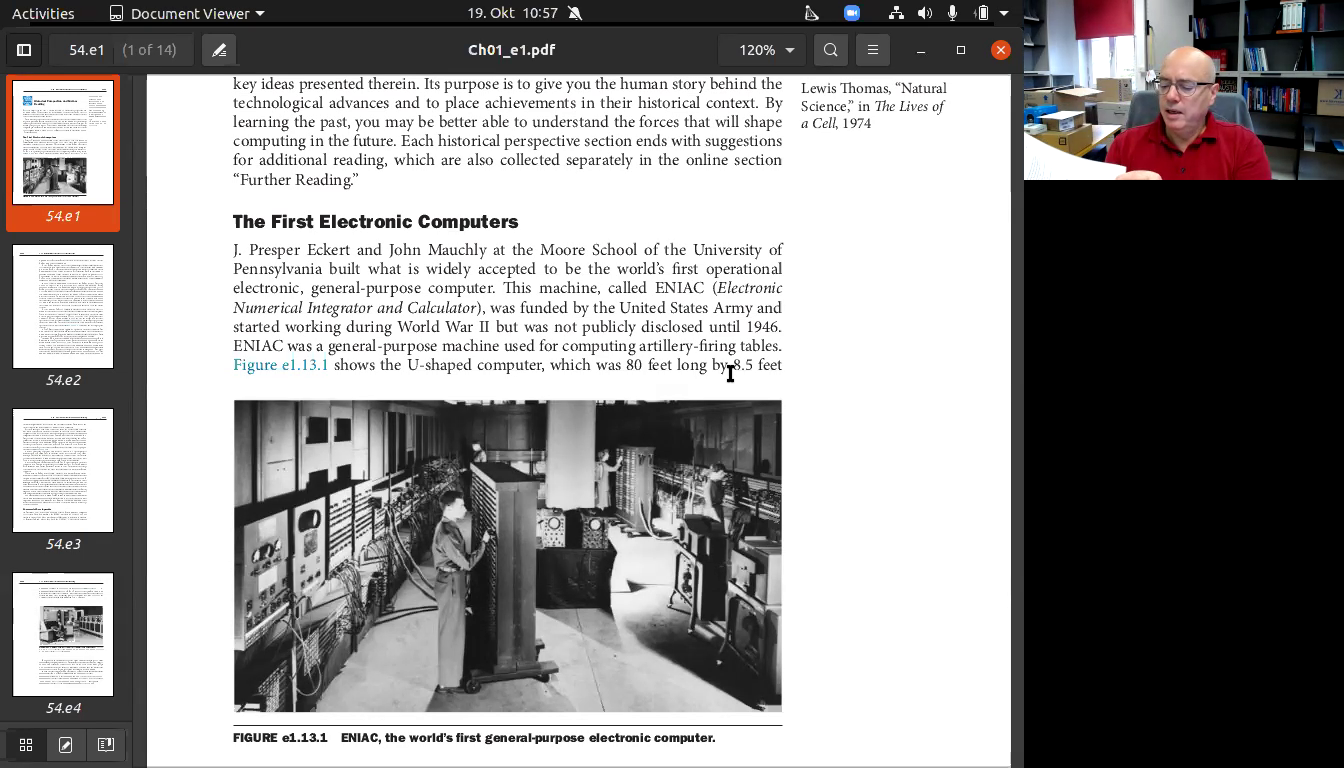 Activities
Document Viewer
19. Okt 10:57
54.e1
(1 of 14)
Ch01_e1.pdf
120%
54.e1
54.e2
54.e3
54.e4
key ideas presented therein. Its purpose is to give you the human story behind the
technological advances and to place achievements in their historical context. By
learning the past, you may be better able to understand the forces that will shape
computing in the future. Each historical perspective section ends with suggestions
for additional reading, which are also collected separately in the online section
“Further Reading.”
Lewis Thomas, “Natural
Science,” in The Lives of
a Cell, 1974
The First Electronic Computers
J. Presper Eckert and John Mauchly at the Moore School of the University of
Pennsylvania built what is widely accepted to be the world’s first operational
electronic, general-purpose computer. This machine, called ENIAC (Electronic
Numerical Integrator and Calculator), was funded by the United States Army and
started working during World War II but was not publicly disclosed until 1946.
ENIAC was a general-purpose machine used for computing artillery-firing tables.
Figure e1.13.1 shows the U-shaped computer, which was 80 feet long by 8.5 feet
FIGURE e1.13.1 ENIAC, the world’s first general-purpose electronic computer.